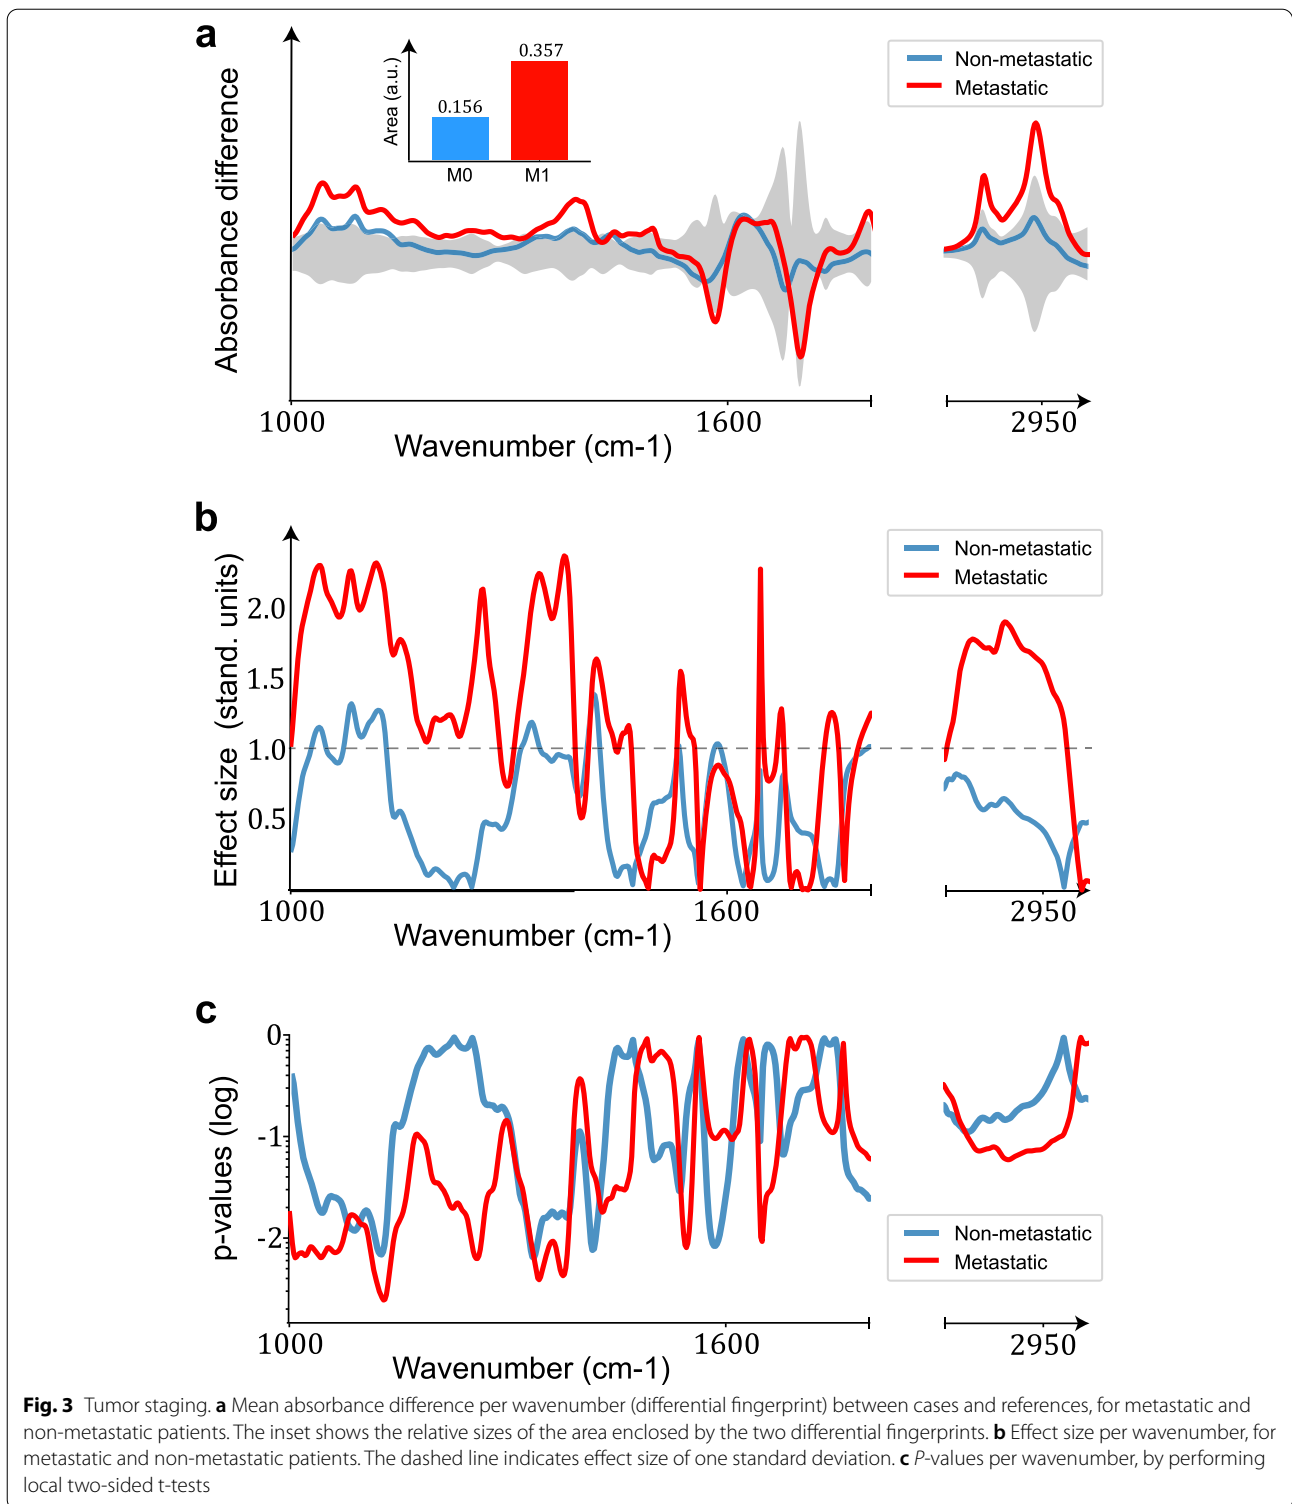 a
Absorbance difference
Area (a.u.)
0.156
0.357
M0
M1
Non-metastatic
Metastatic
1000
1600
2950
Wavenumber (cm-1)
b
Effect size (stand. units)
2.0
1.5
1.0
0.5
Non-metastatic
Metastatic
1000
1600
2950
Wavenumber (cm-1)
c
p-values (log)
0
-1
-2
Non-metastatic
Metastatic
1000
1600
2950
Wavenumber (cm-1)
Fig. 3 Tumor staging. a Mean absorbance difference per wavenumber (differential fingerprint) between cases and references, for metastatic and
non-metastatic patients. The inset shows the relative sizes of the area enclosed by the two differential fingerprints. b Effect size per wavenumber, for
metastatic and non-metastatic patients. The dashed line indicates effect size of one standard deviation. c P-values per wavenumber, by performing
local two-sided t-tests